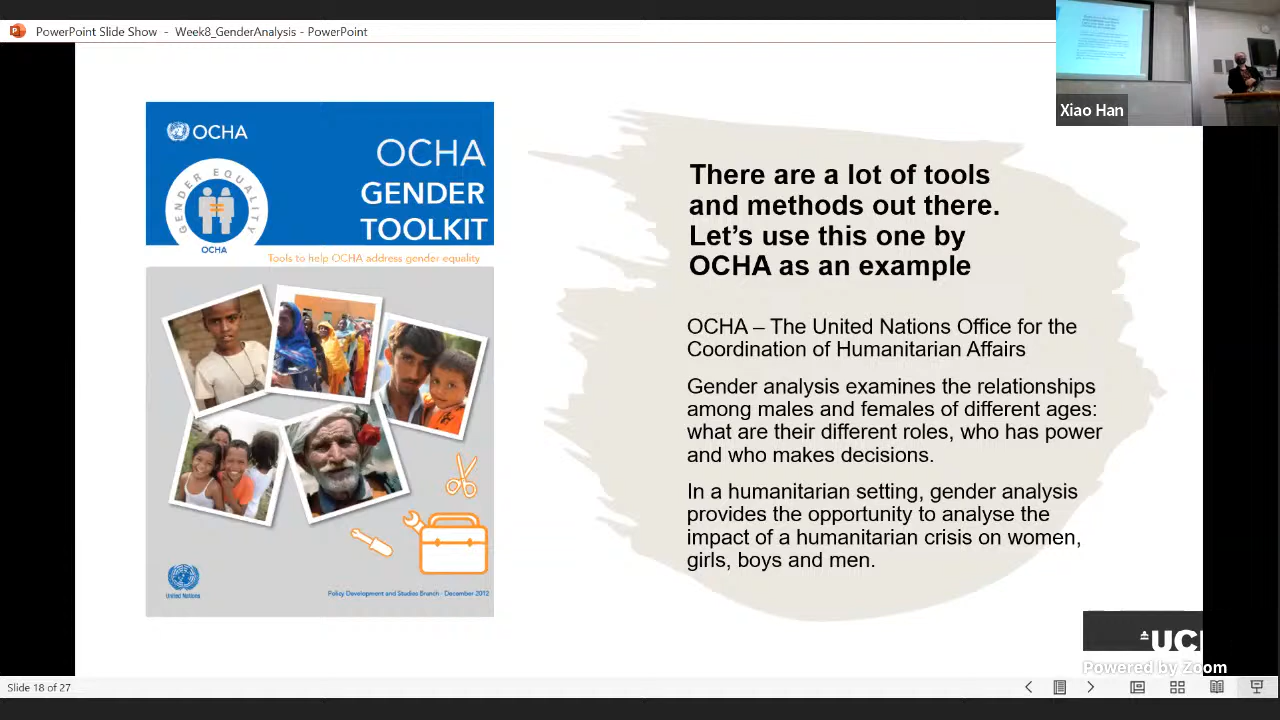 PowerPoint Slide Show - Week8_GenderAnalysis - PowerPoint
Xiao Han
OCHA
GENDER EQUALITY
OCHA
OCHA
GENDER
TOOLKIT
Tools to help OCHA address gender equality
United Nations
Policy Development and Studies Branch - December 2012
There are a lot of tools
and methods out there.
Let’s use this one by
OCHA as an example
OCHA – The United Nations Office for the
Coordination of Humanitarian Affairs
Gender analysis examines the relationships
among males and females of different ages:
what are their different roles, who has power
and who makes decisions.
In a humanitarian setting, gender analysis
provides the opportunity to analyse the
impact of a humanitarian crisis on women,
girls, boys and men.
Powered by Zoom
Slide 18 of 27